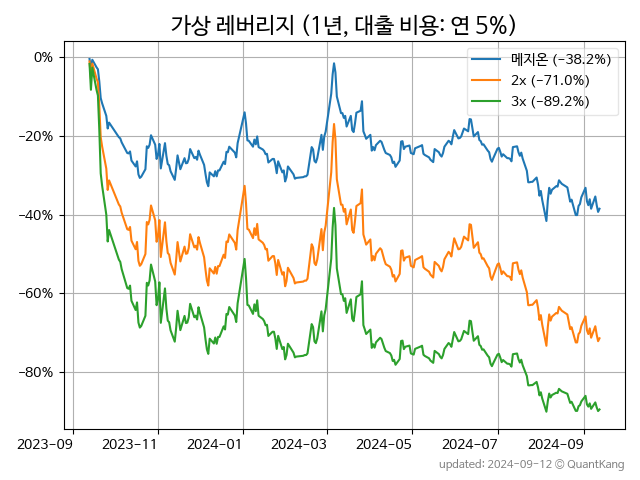 가상 레버리지 (1년, 대출 비용: 연 5%)
메지온 (−38.2%)
2x (−71.0%)
3x (−89.2%)
0%
−20%
−40%
−60%
−80%
2023-09 2023-11 2024-01 2024-03 2024-05 2024-07 2024-09
updated: 2024-09-12 © QuantKang